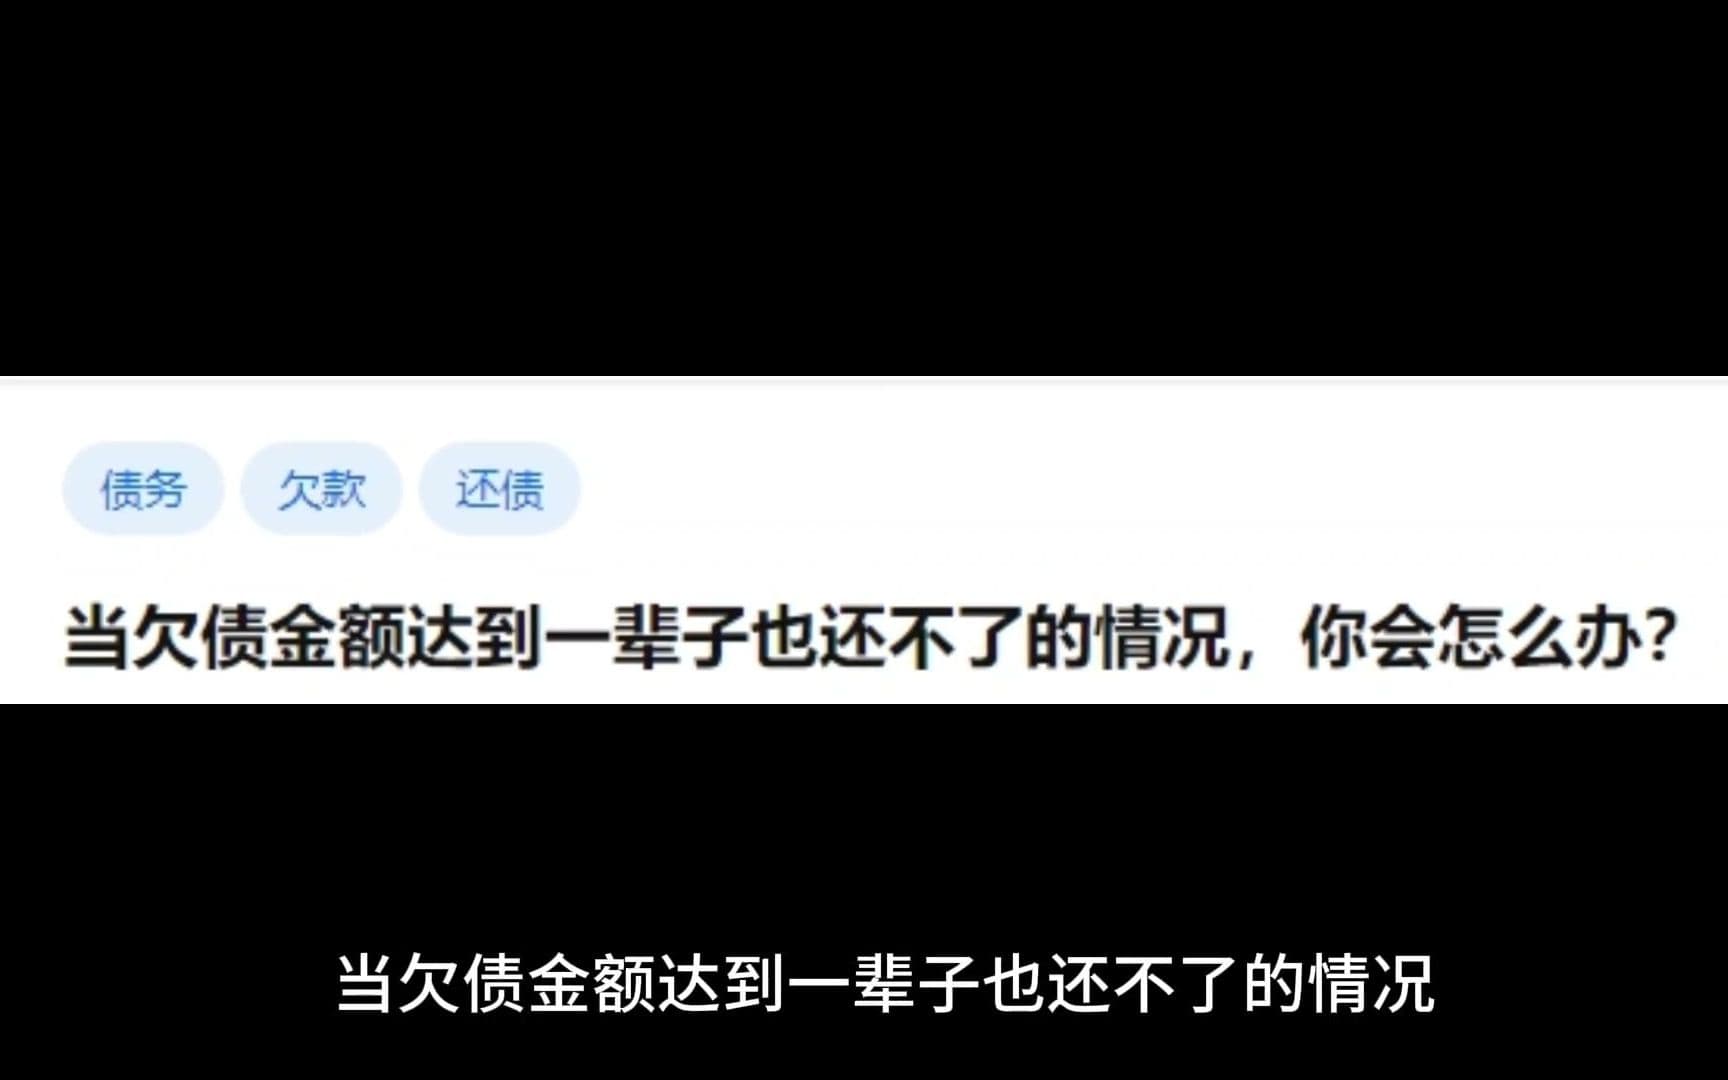 债务 欠款 还债
当欠债金额达到一辈子也还不了的情况，你会怎么办？
当欠债金额达到一辈子也还不了的情况